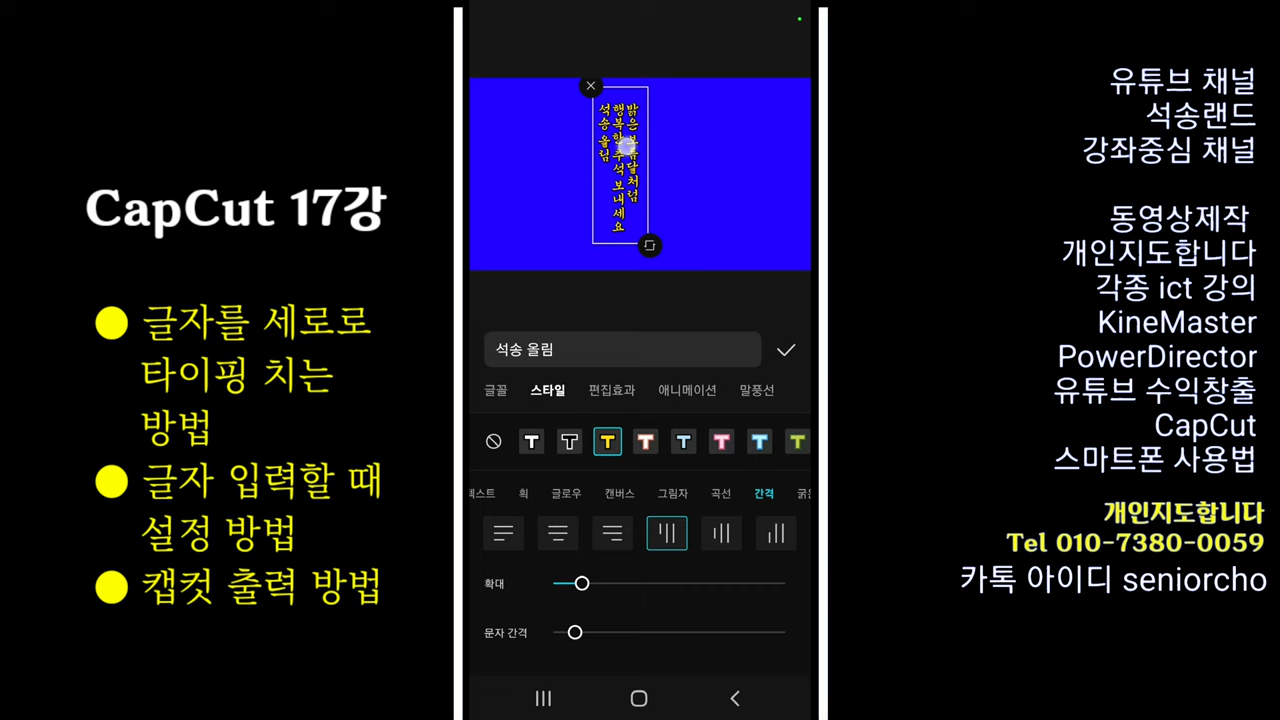 CapCut 17강
● 글자를 세로로
타이핑 치는
방법
● 글자 입력할 때
설정 방법
● 캡컷 출력 방법
밝은 보름달처럼
행복한 추석 보내세요
석송 올림
석송 올림
글꼴 스타일 편집효과 애니메이션 말풍선
T T T T T T T T
텍스트 획 글로우 캔버스 그림자 곡선 간격
확대
문자 간격
유튜브 채널
석송랜드
강좌중심 채널
동영상제작
개인지도합니다
각종 ict 강의
KineMaster
PowerDirector
유튜브 수익창출
CapCut
스마트폰 사용법
개인지도합니다
Tel 010-7380-0059
카톡 아이디 seniorcho